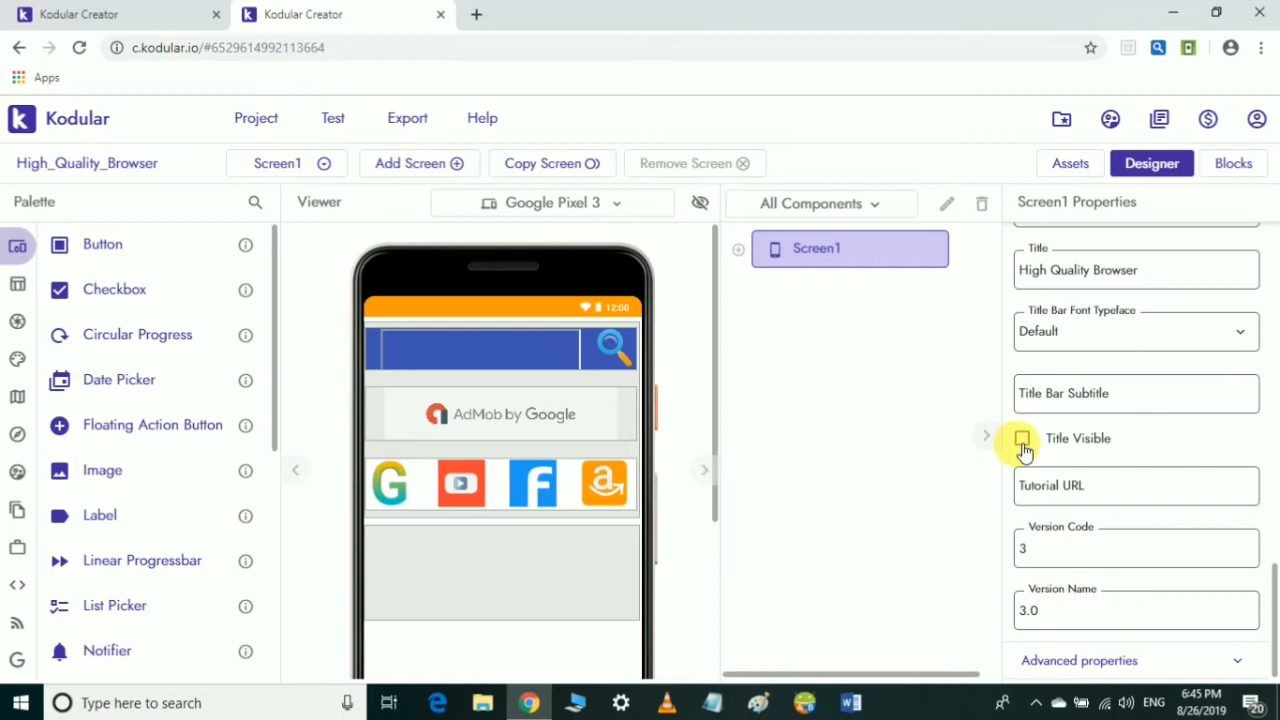 Kodular Creator
Kodular Creator
c.kodular.io/#6529614992113664
Apps
Kodular
Project
Test
Export
Help
High_Quality_Browser
Screen1
Add Screen
Copy Screen
Remove Screen
Assets
Designer
Blocks
Palette
Viewer
Google Pixel 3
All Components
Screen1 Properties
Button
Checkbox
Circular Progress
Date Picker
Floating Action Button
Image
Label
Linear Progressbar
List Picker
Notifier
12:00
AdMob by Google
Screen1
Title
High Quality Browser
Title Bar Font Typeface
Default
Title Bar Subtitle
Title Visible
Tutorial URL
Version Code
3
Version Name
3.0
Advanced properties
Type here to search
ENG
6:45 PM
8/26/2019
20